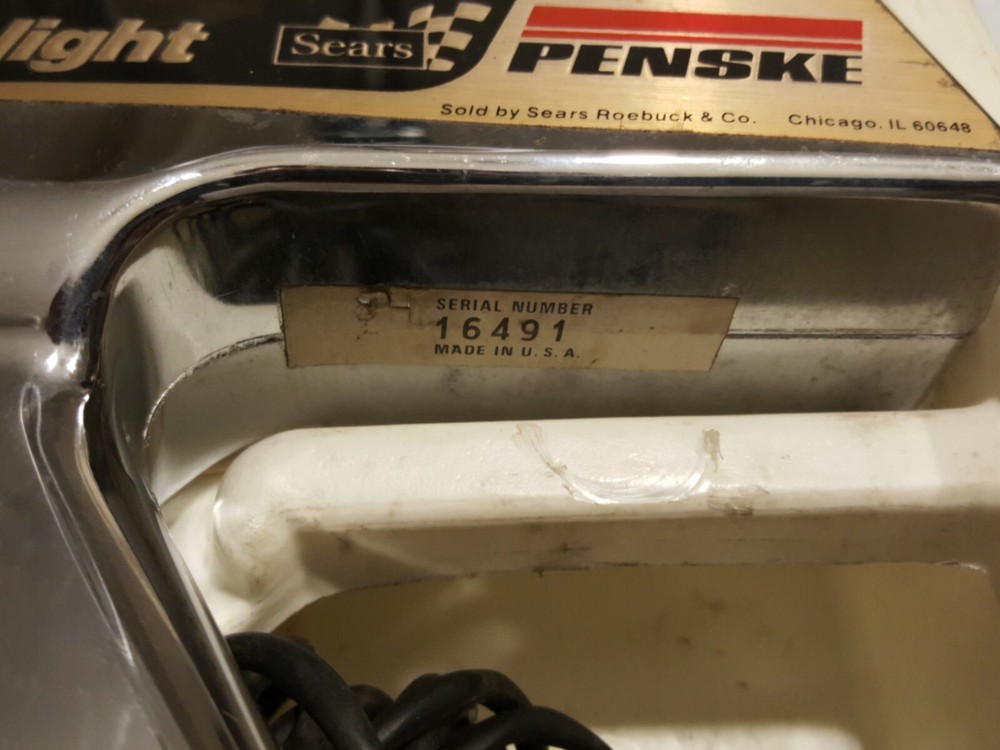 light
Sears
PENSKE
Sold by Sears Roebuck & Co. Chicago. IL 60648
SERIAL NUMBER
16491
MADE IN U.S.A.